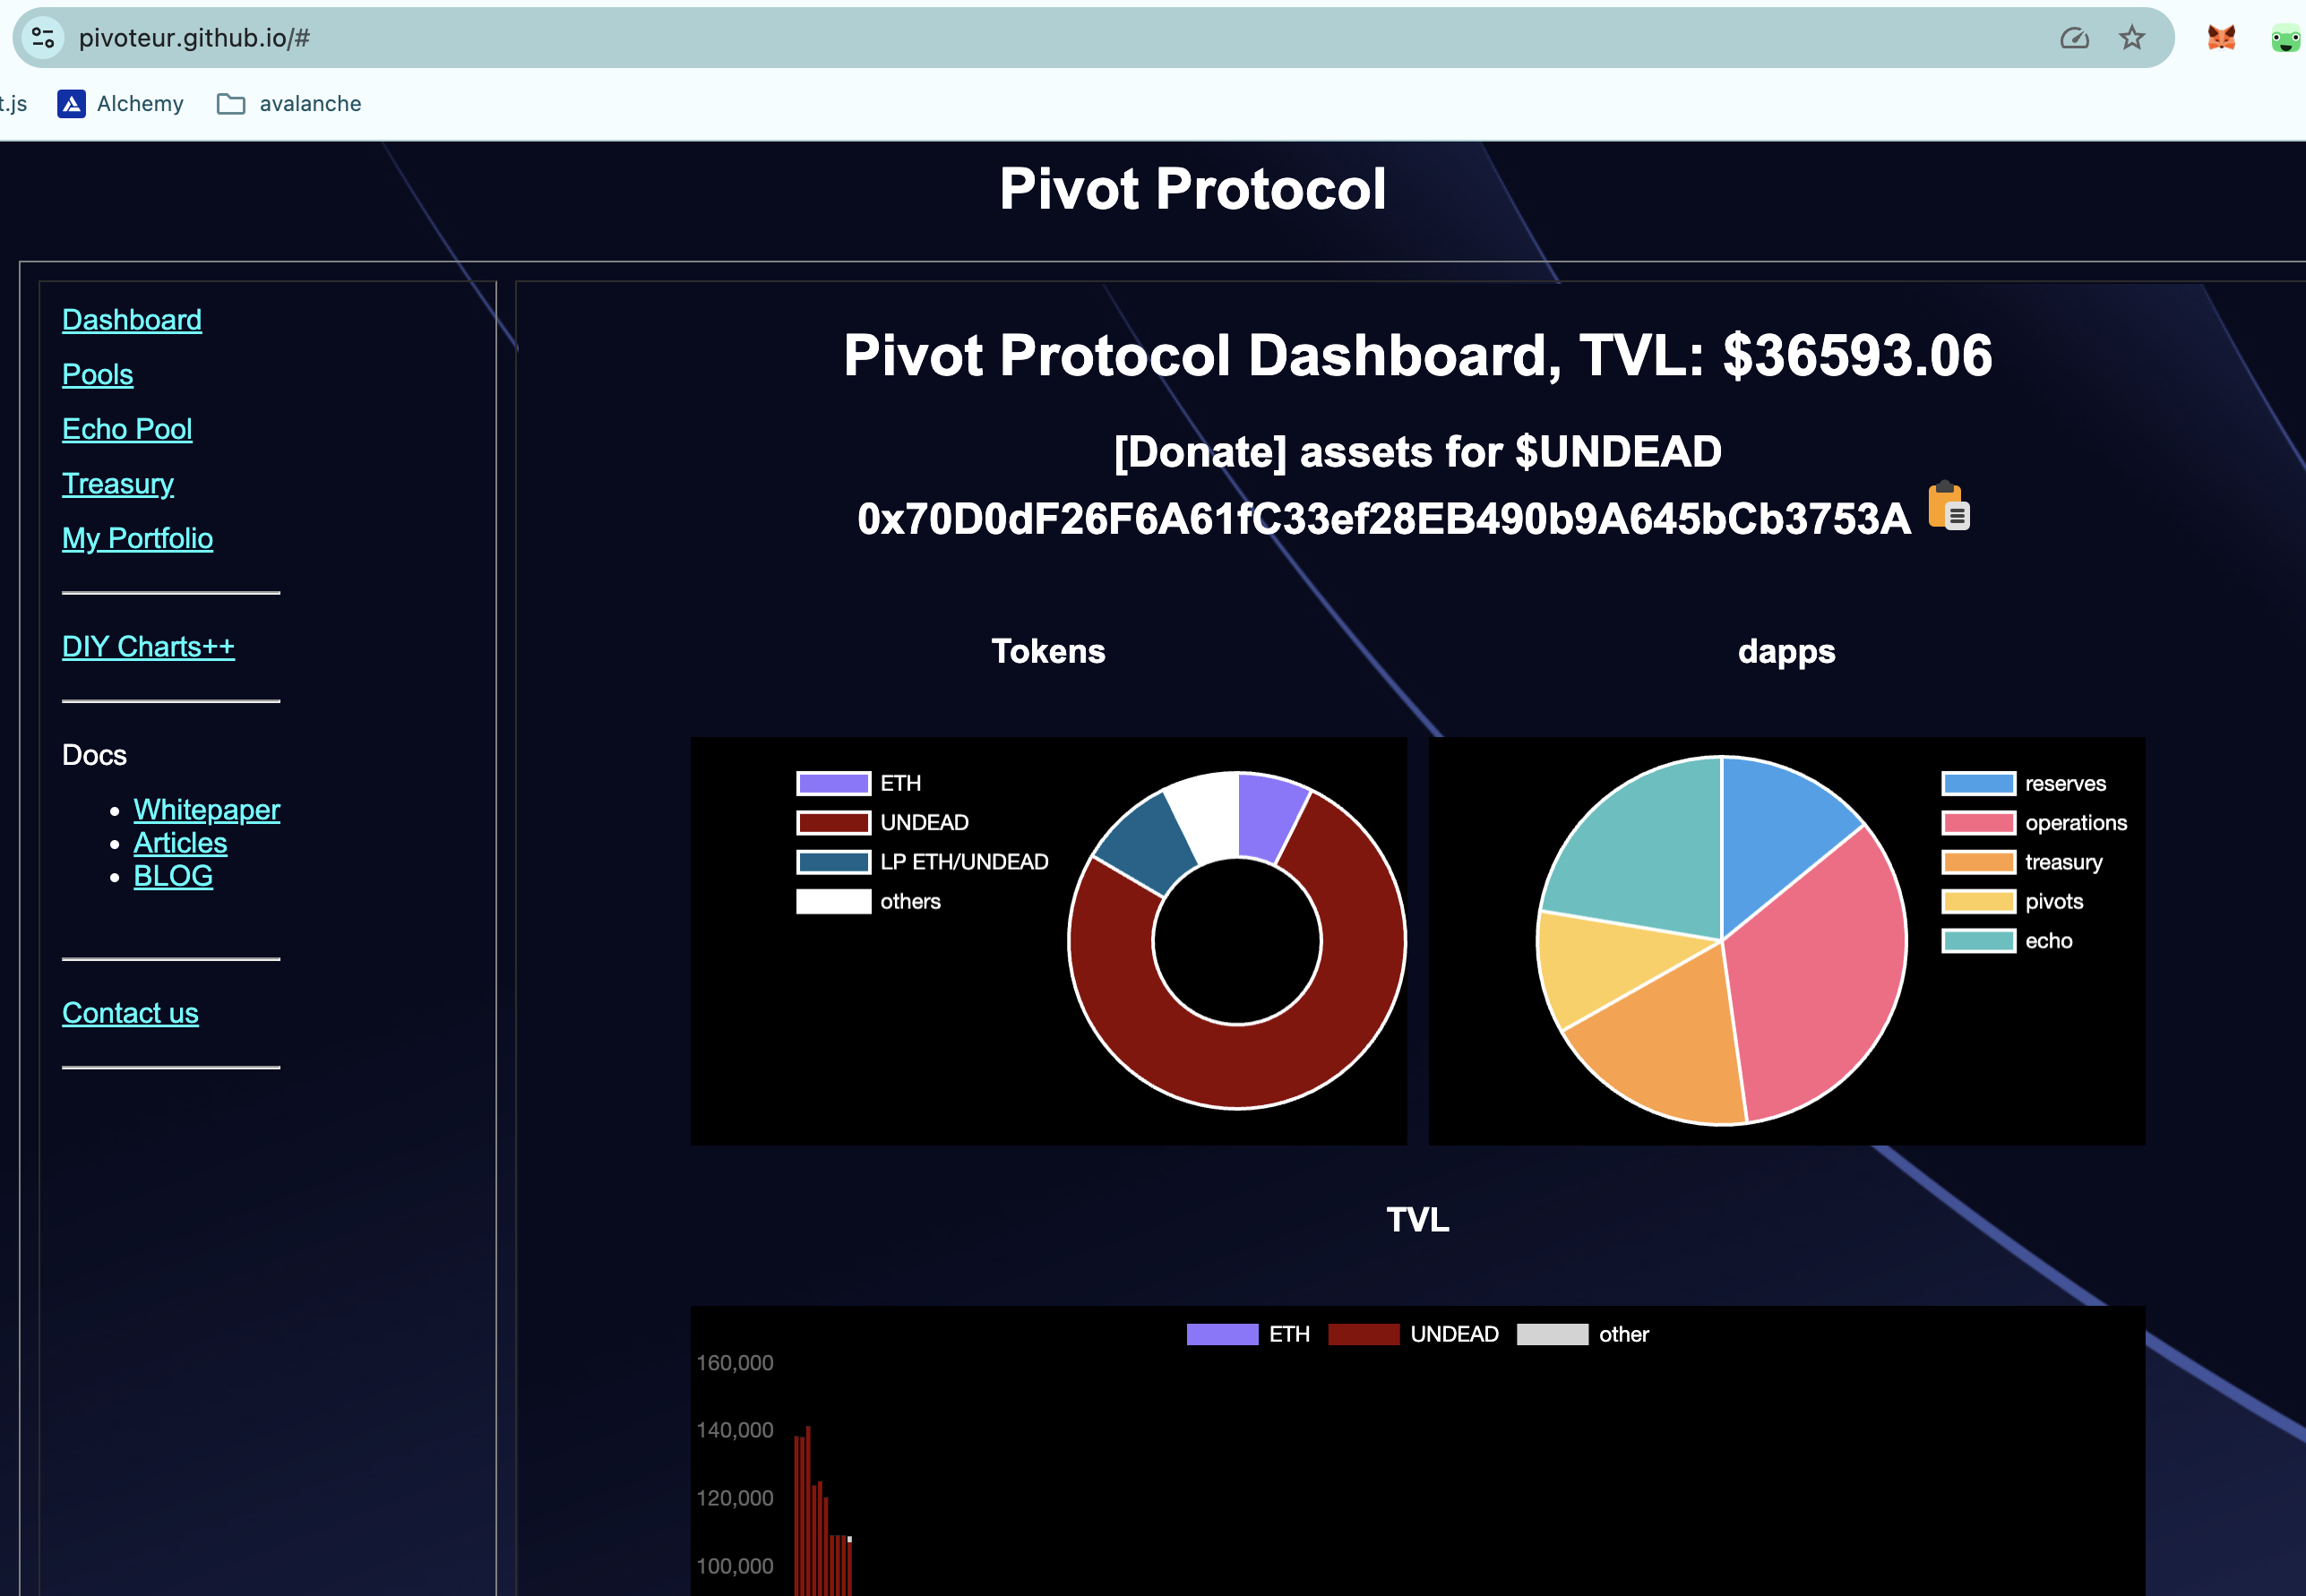 pivoteur.github.io/#
t.js Alchemy avalanche
Pivot Protocol
Dashboard
Pools
Echo Pool
Treasury
My Portfolio
DIY Charts++
Docs
Whitepaper
Articles
BLOG
Contact us
Pivot Protocol Dashboard, TVL: $36593.06
[Donate] assets for $UNDEAD
0x70D0dF26F6A61fC33ef28EB490b9A645bCb3753A
Tokens
ETH
UNDEAD
LP ETH/UNDEAD
others
dapps
reserves
operations
treasury
pivots
echo
TVL
ETH UNDEAD other
160,000
140,000
120,000
100,000